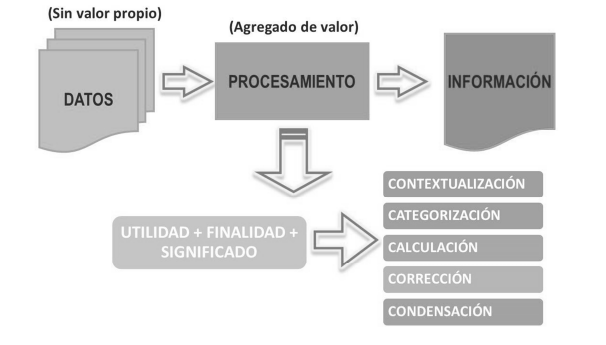 (Sin valor propio)
(Agregado de valor)
DATOS
PROCESAMIENTO
INFORMACIÓN
UTILIDAD + FINALIDAD +
SIGNIFICADO
CONTEXTUALIZACIÓN
CATEGORIZACIÓN
CALCULACIÓN
CORRECCIÓN
CONDENSACIÓN